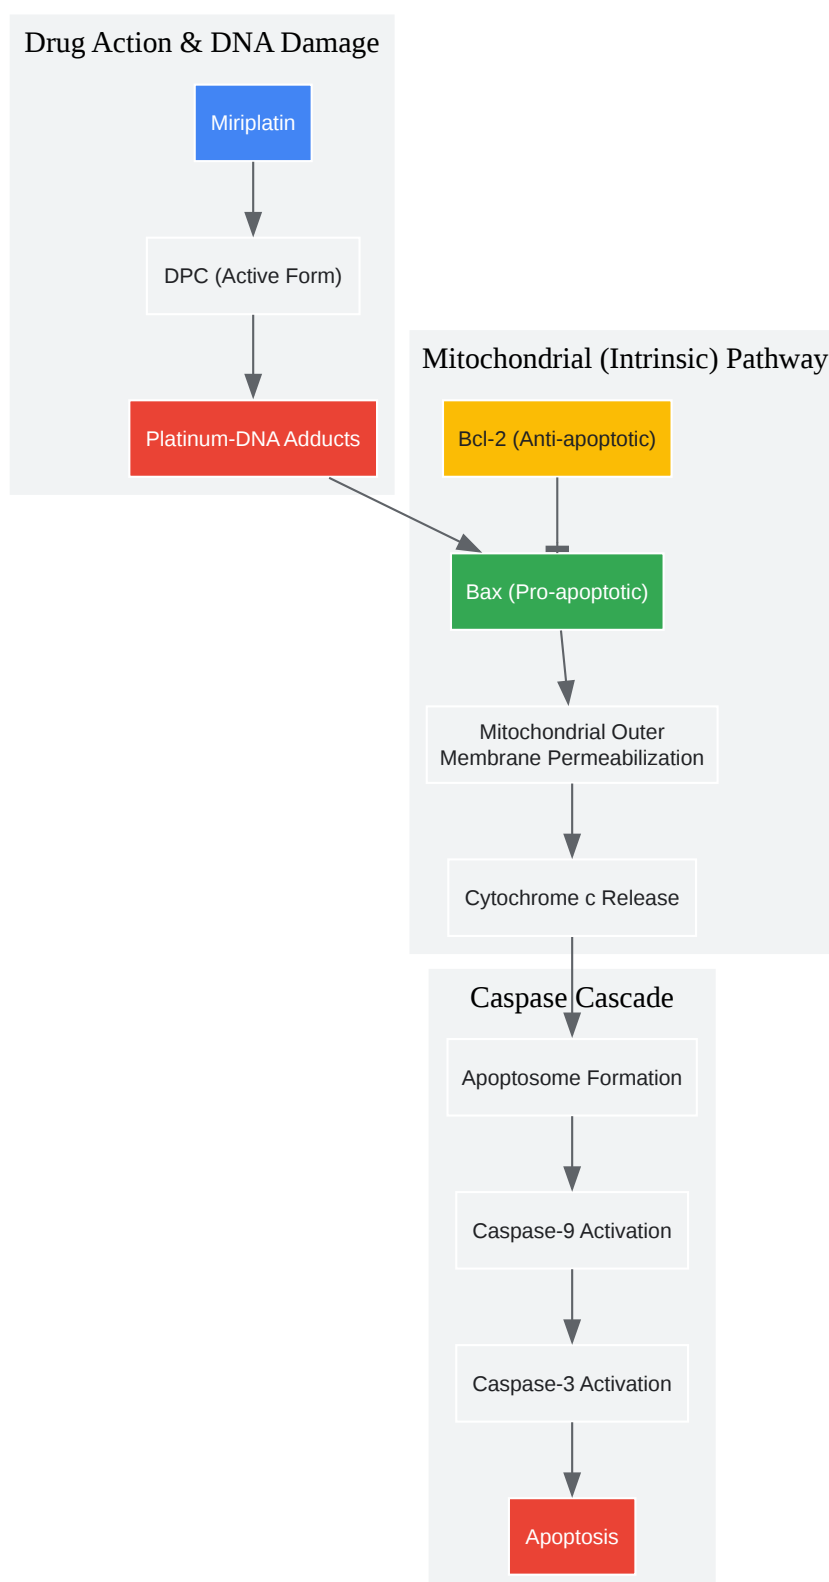 Drug Action & DNA Damage
Miriplatin
DPC (Active Form)
Platinum-DNA Adducts
Mitochondrial (Intrinsic) Pathway
Bcl-2 (Anti-apoptotic)
Bax (Pro-apoptotic)
Mitochondrial Outer
Membrane Permeabilization
Cytochrome c Release
Caspase Cascade
Apoptosome Formation
Caspase-9 Activation
Caspase-3 Activation
Apoptosis